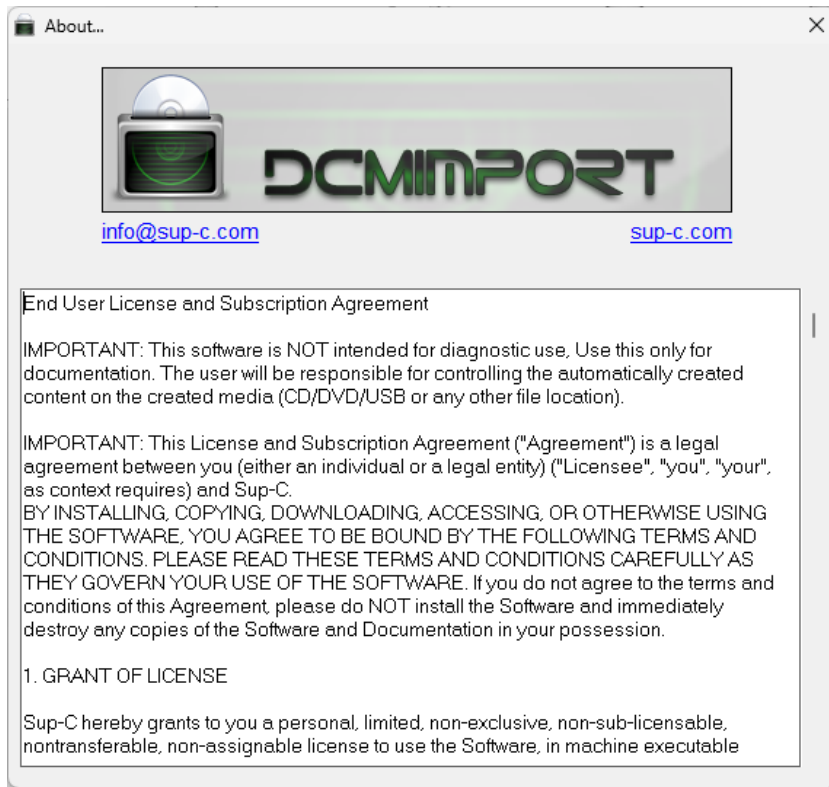 About...
DCMIMPORT
info@sup-c.com
sup-c.com
End User License and Subscription Agreement
IMPORTANT: This software is NOT intended for diagnostic use, Use this only for
documentation. The user will be responsible for controlling the automatically created
content on the created media (CD/DVD/USB or any other file location).
IMPORTANT: This License and Subscription Agreement ("Agreement") is a legal
agreement between you (either an individual or a legal entity) ("Licensee", "you", "your",
as context requires) and Sup-C.
BY INSTALLING, COPYING, DOWNLOADING, ACCESSING, OR OTHERWISE USING
THE SOFTWARE, YOU AGREE TO BE BOUND BY THE FOLLOWING TERMS AND
CONDITIONS. PLEASE READ THESE TERMS AND CONDITIONS CAREFULLY AS
THEY GOVERN YOUR USE OF THE SOFTWARE. If you do not agree to the terms and
conditions of this Agreement, please do NOT install the Software and immediately
destroy any copies of the Software and Documentation in your possession.
1. GRANT OF LICENSE
Sup-C hereby grants to you a personal, limited, non-exclusive, non-sub-licensable,
nontransferable, non-assignable license to use the Software, in machine executable